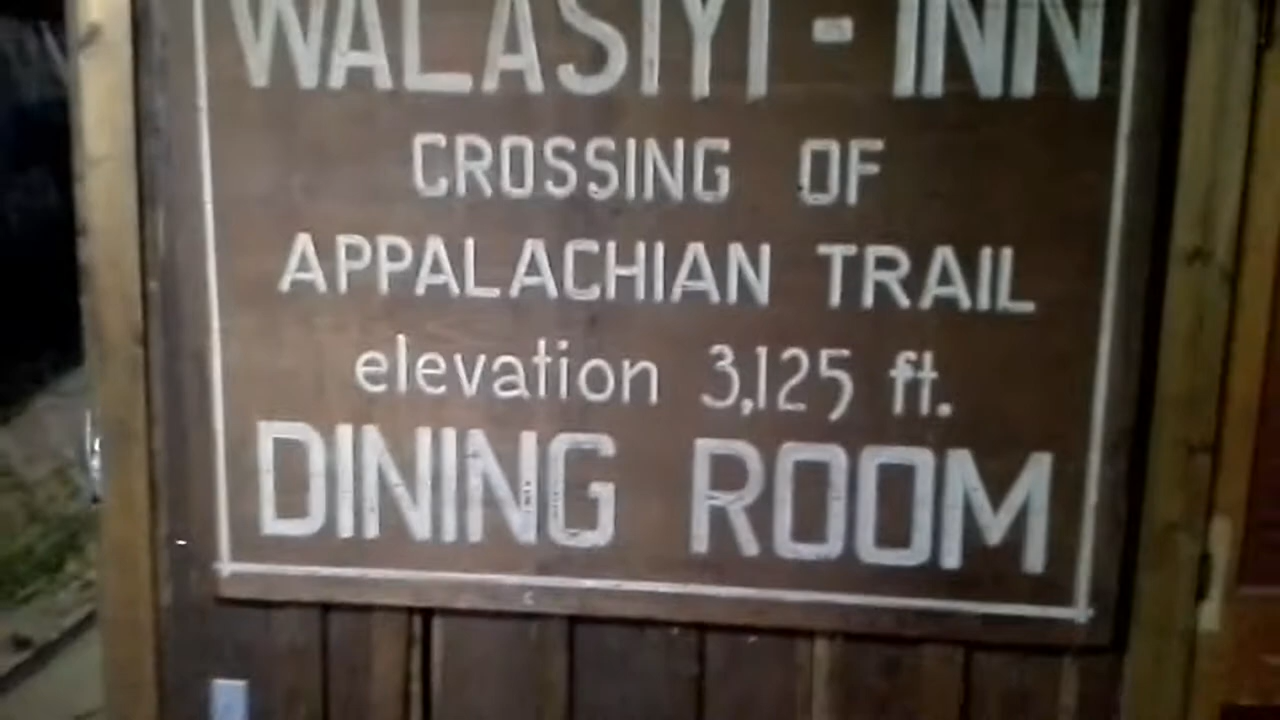 WALASIYI - INN
CROSSING OF
APPALACHIAN TRAIL
elevation 3,125 ft.
DINING ROOM